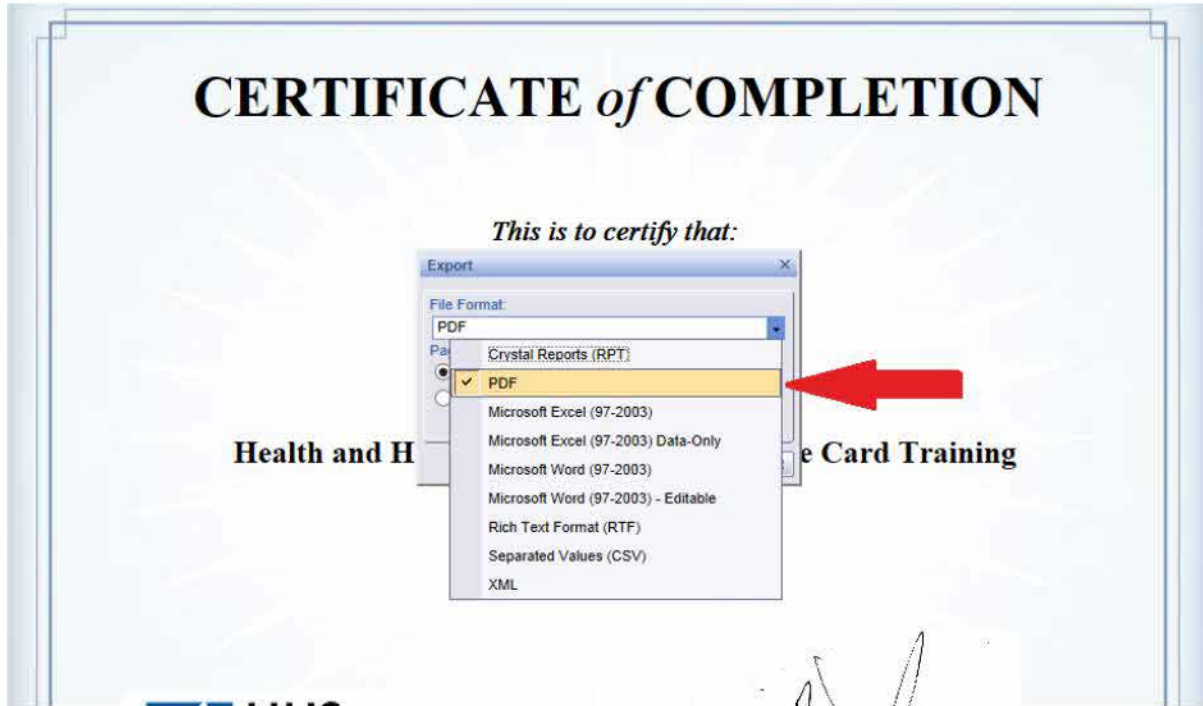 CERTIFICATE of COMPLETION
This is to certify that:
Export
File Format:
PDF
Crystal Reports (RPT)
PDF
Microsoft Excel (97-2003)
Microsoft Excel (97-2003) Data-Only
Health and H
e Card Training
Microsoft Word (97-2003)
Microsoft Word (97-2003) - Editable
Rich Text Format (RTF)
Separated Values (CSV)
XML